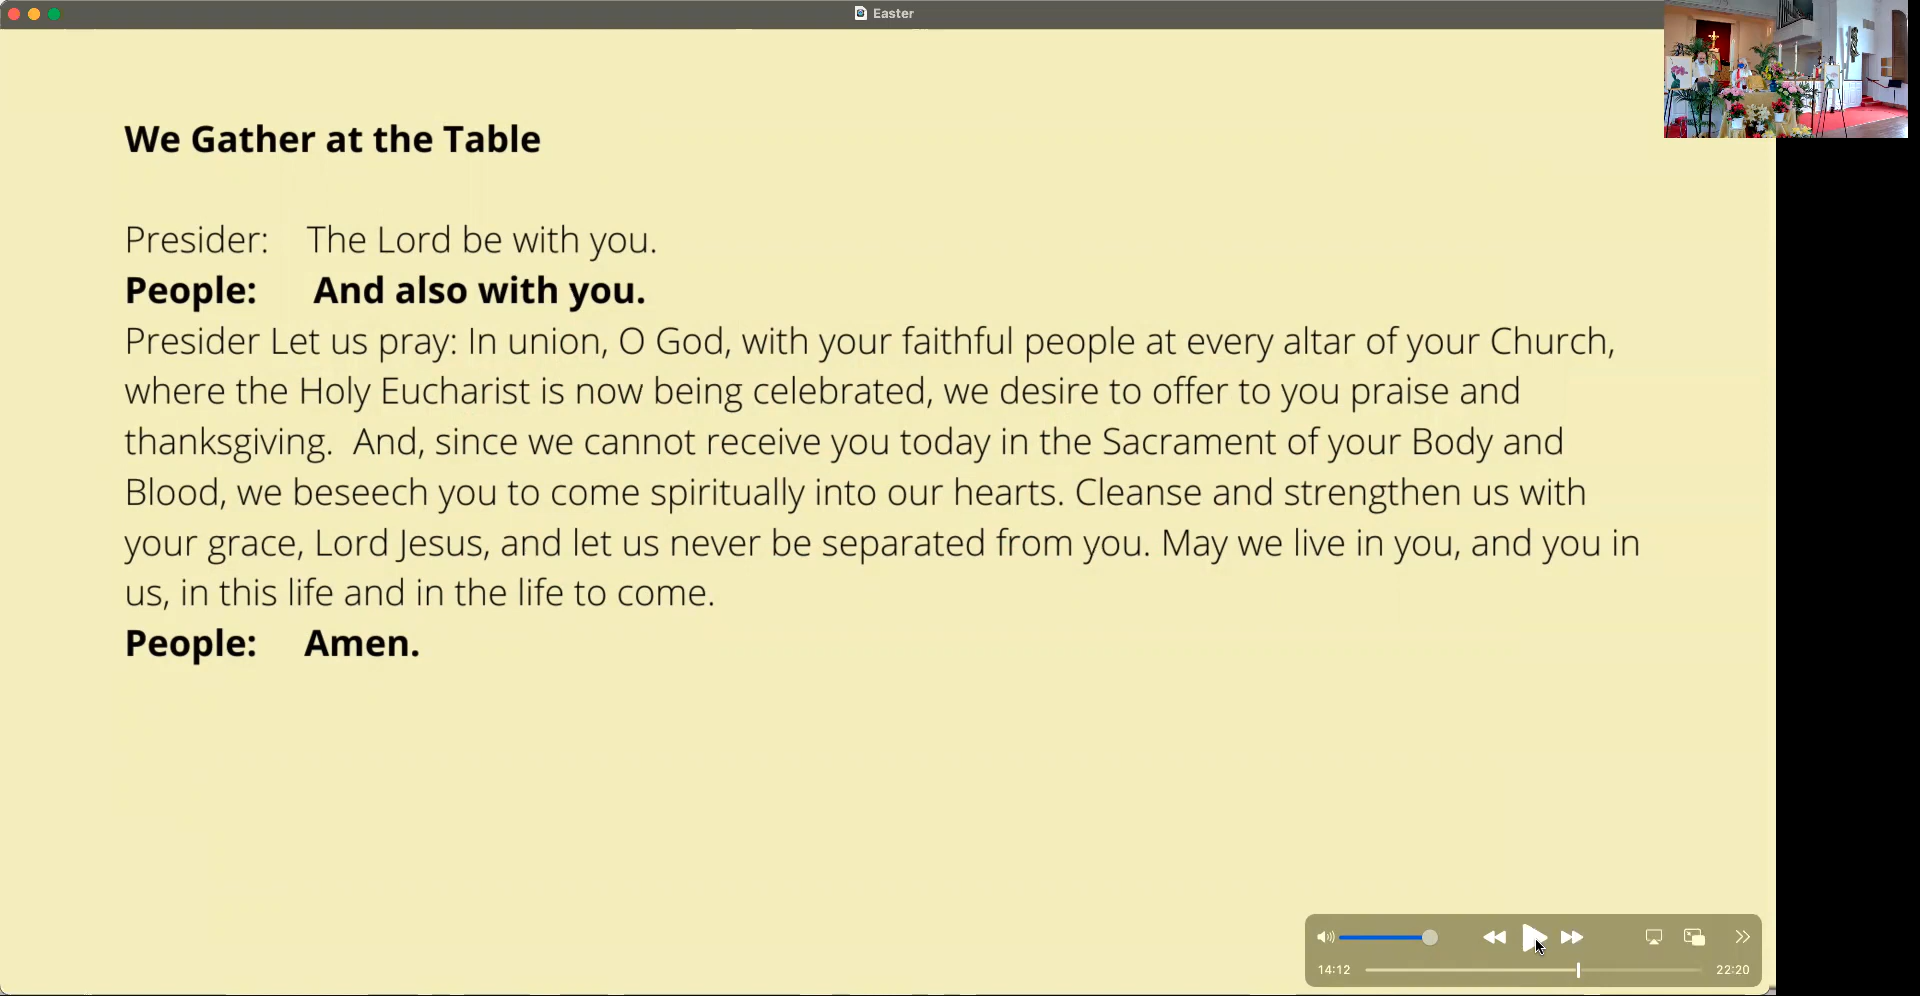 Easter
We Gather at the Table
Presider: The Lord be with you.
People: And also with you.
Presider Let us pray: In union, O God, with your faithful people at every altar of your Church,
where the Holy Eucharist is now being celebrated, we desire to offer to you praise and
thanksgiving. And, since we cannot receive you today in the Sacrament of your Body and
Blood, we beseech you to come spiritually into our hearts. Cleanse and strengthen us with
your grace, Lord Jesus, and let us never be separated from you. May we live in you, and you in
us, in this life and in the life to come.
People: Amen.
14:12
22:20